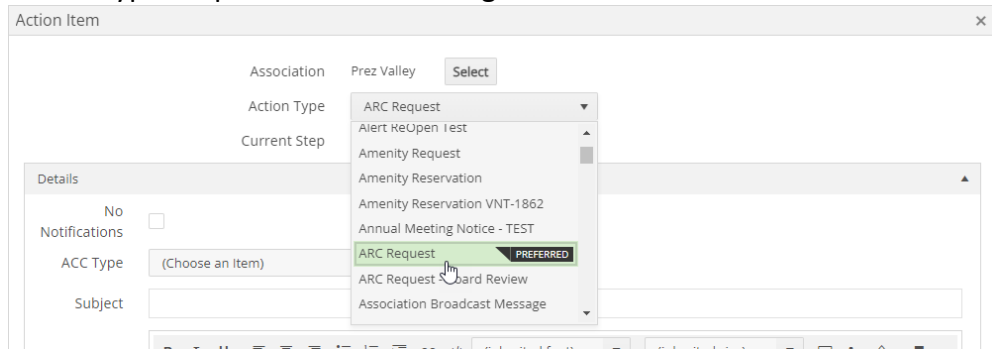 Action Item
Association Prez Valley Select
Action Type ARC Request
Alert ReOpen Test
Current Step
Amenity Request
Amenity Reservation
Details
Amenity Reservation VNT-1862
No
Notifications
Annual Meeting Notice - TEST
ARC Request PREFERRED
ACC Type (Choose an Item)
ARC Request - Board Review
Subject
Association Broadcast Message